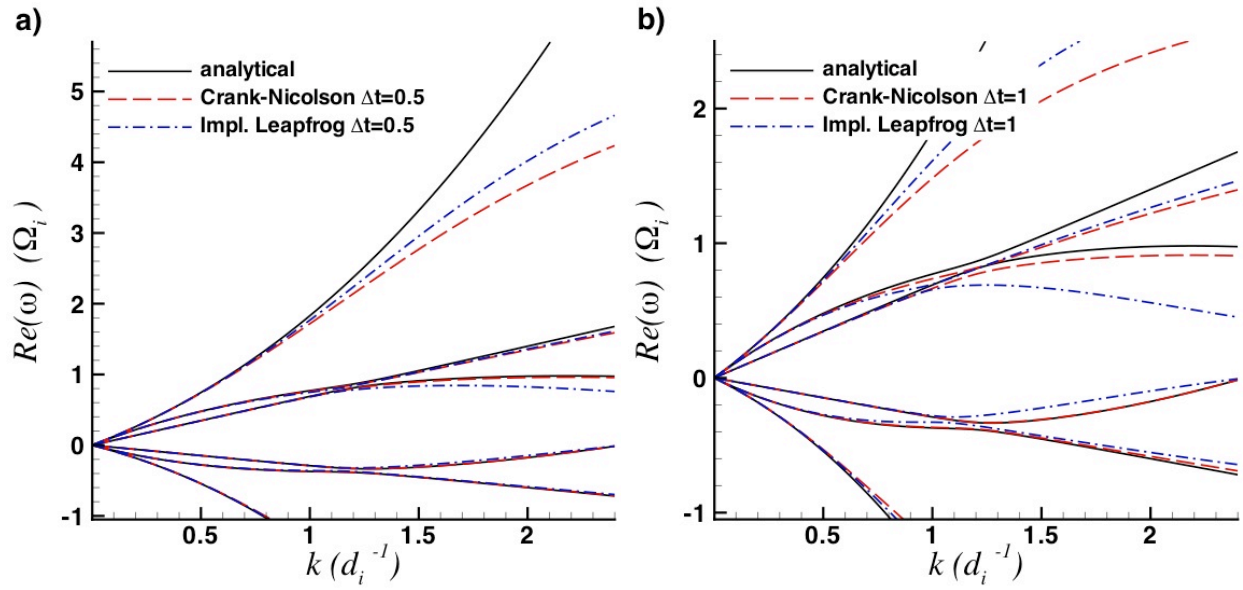 a)
analytical
Crank-Nicolson Δt=0.5
Impl. Leapfrog Δt=0.5
Re(ω) (Ω_i)
5
4
3
2
1
0
-1
0.5
1
1.5
2
k (d_i^-1)
b)
analytical
Crank-Nicolson Δt=1
Impl. Leapfrog Δt=1
Re(ω) (Ω_i)
2
1
0
-1
0.5
1
1.5
2
k (d_i^-1)